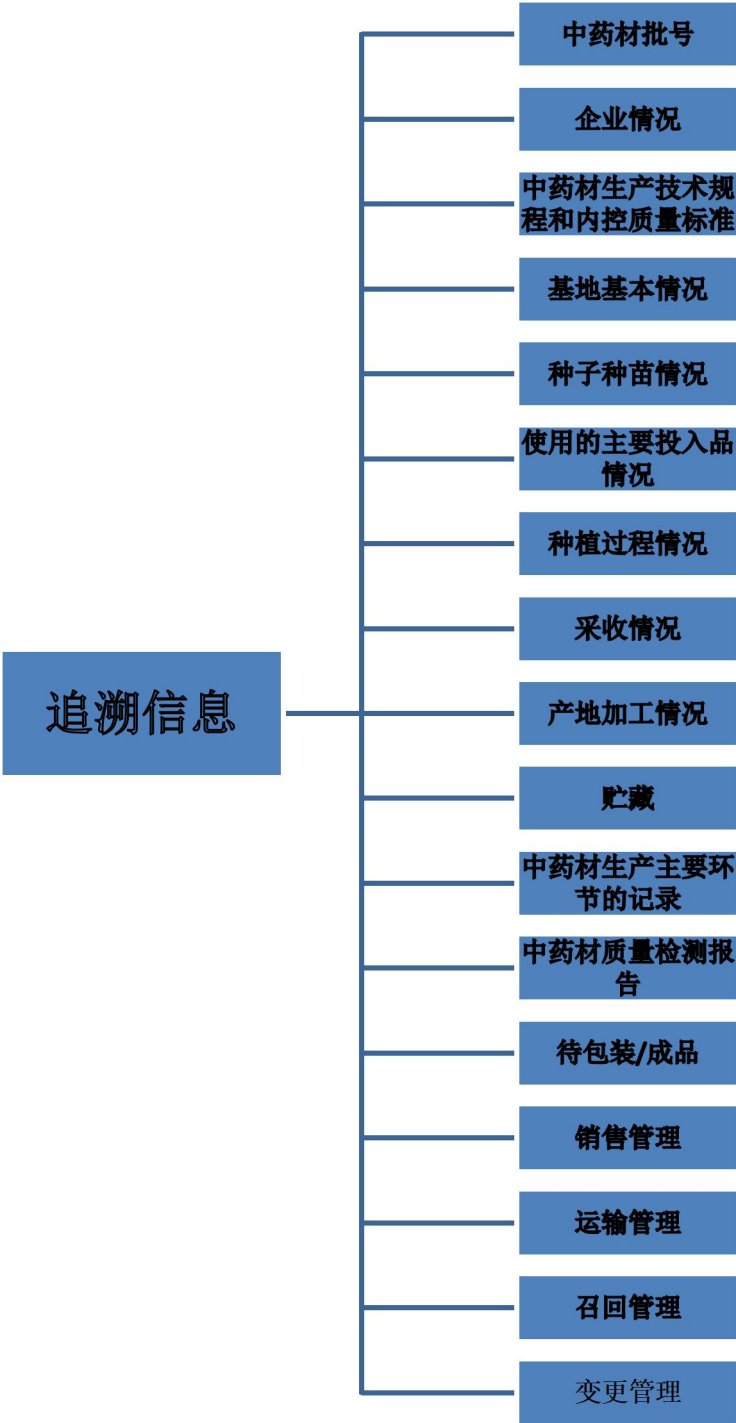 中药材批号
企业情况
中药材生产技术规
程和内控质量标准
基地基本情况
种子种苗情况
使用的主要投入品
情况
种植过程情况
采收情况
追溯信息
产地加工情况
贮藏
中药材生产主要环
节的记录
中药材质量检测报
告
待包装/成品
销售管理
运输管理
召回管理
变更管理